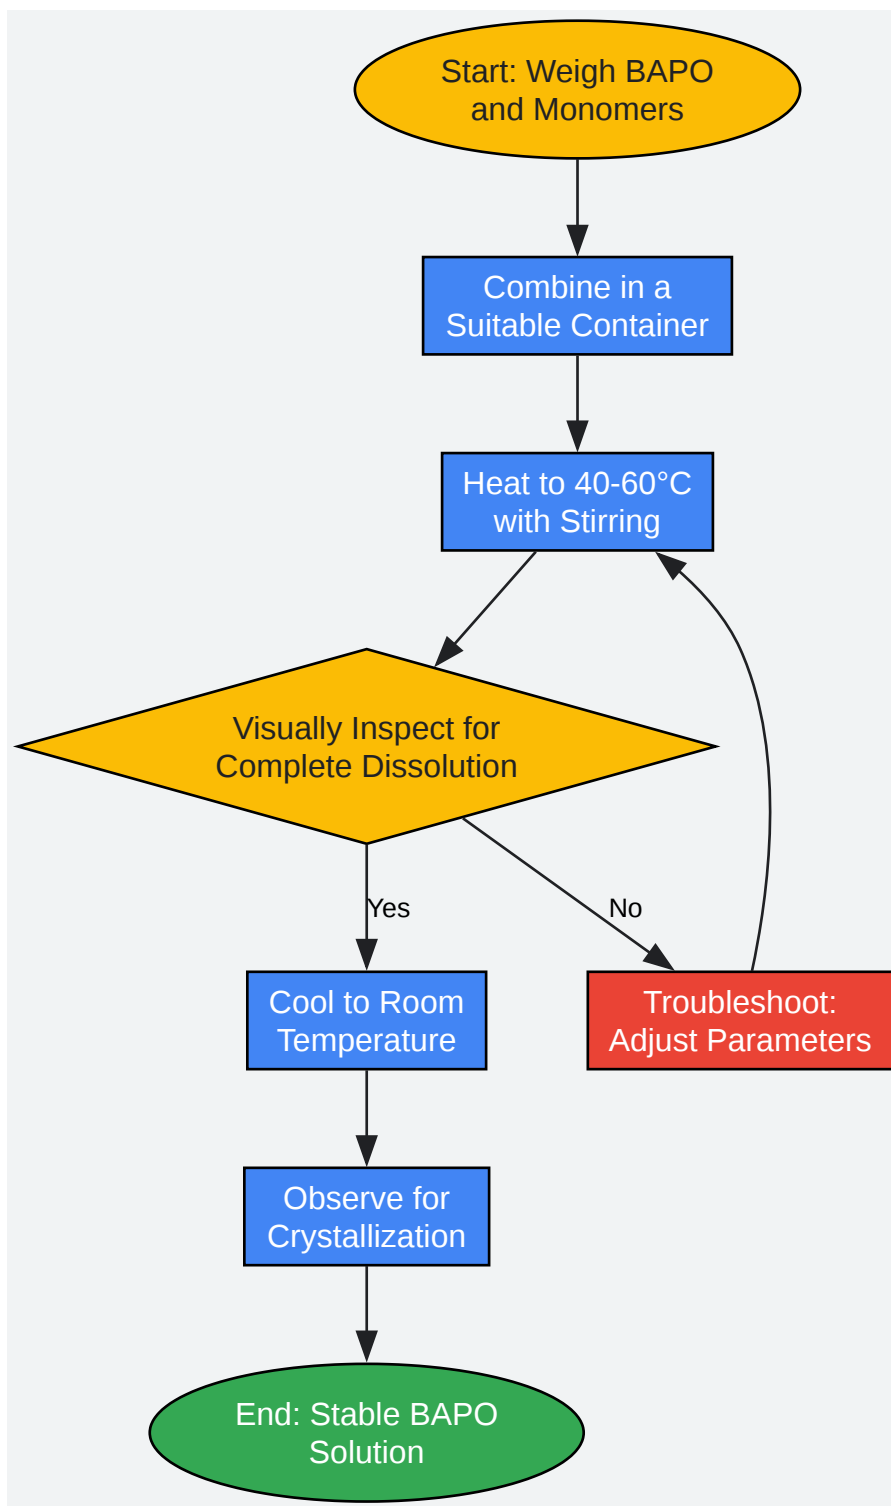 Start: Weigh BAPO
and Monomers
Combine in a
Suitable Container
Heat to 40-60°C
with Stirring
Visually Inspect for
Complete Dissolution
Yes
No
Cool to Room
Temperature
Troubleshoot:
Adjust Parameters
Observe for
Crystallization
End: Stable BAPO
Solution